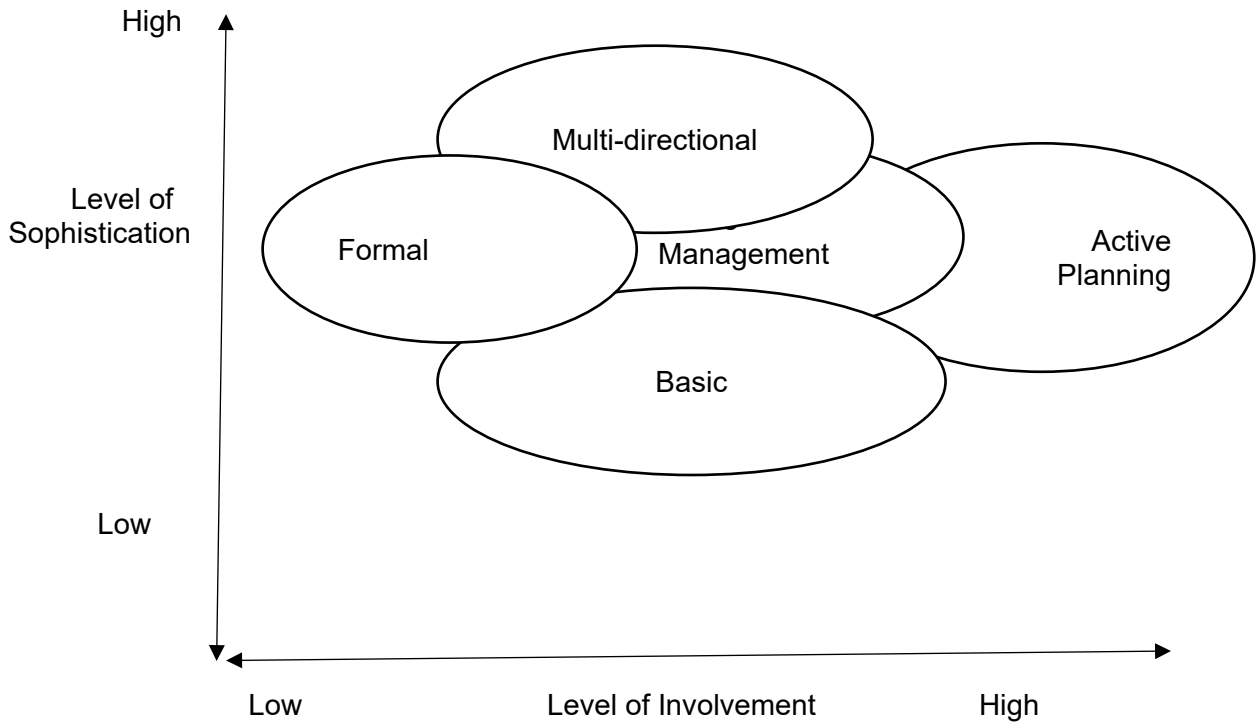 High
Multi-directional
Level of
Sophistication
Formal
Management
Active
Planning
Basic
Low
Low
Level of Involvement
High